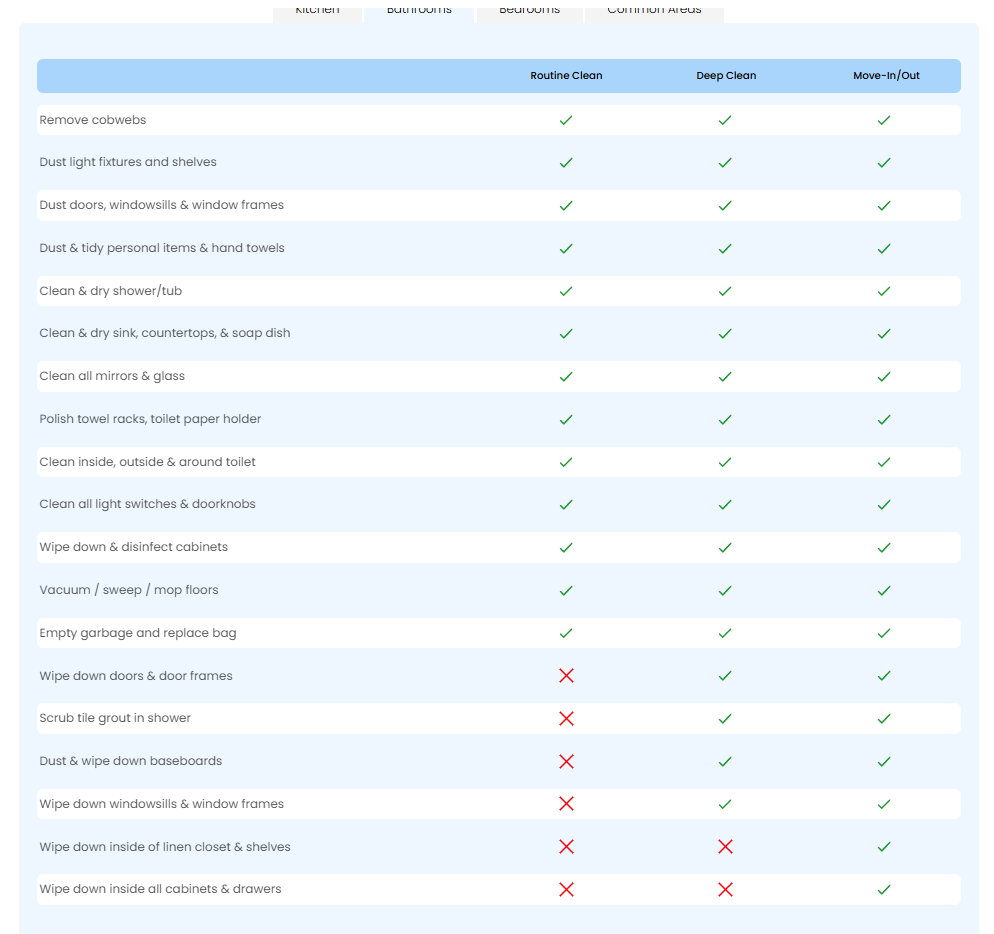 Kitchen Bathrooms Bedrooms Common Areas
Routine Clean Deep Clean Move-In/Out
Remove cobwebs
Dust light fixtures and shelves
Dust doors, windowsills & window frames
Dust & tidy personal items & hand towels
Clean & dry shower/tub
Clean & dry sink, countertops, & soap dish
Clean all mirrors & glass
Polish towel racks, toilet paper holder
Clean inside, outside & around toilet
Clean all light switches & doorknobs
Wipe down & disinfect cabinets
Vacuum / sweep / mop floors
Empty garbage and replace bag
Wipe down doors & door frames
Scrub tile grout in shower
Dust & wipe down baseboards
Wipe down windowsills & window frames
Wipe down inside of linen closet & shelves
Wipe down inside all cabinets & drawers